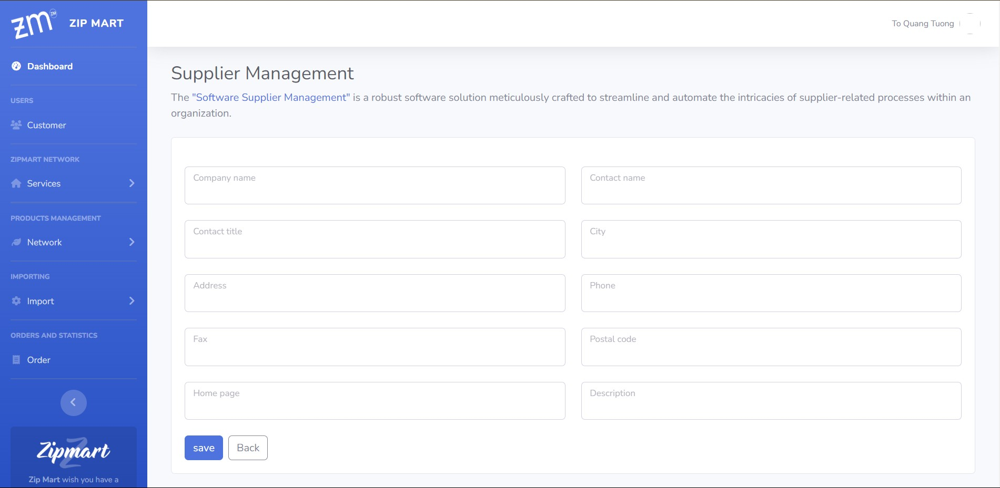 zm ZM
ZIP MART
To Quang Tuong
Dashboard
USERS
Customer
ZIPMART NETWORK
Services
PRODUCTS MANAGEMENT
Network
IMPORTING
Import
ORDERS AND STATISTICS
Order
Zipmart
Zip Mart wish you have a
Supplier Management
The "Software Supplier Management" is a robust software solution meticulously crafted to streamline and automate the intricacies of supplier-related processes within an
organization.
Company name
Contact name
Contact title
City
Address
Phone
Fax
Postal code
Home page
Description
save
Back